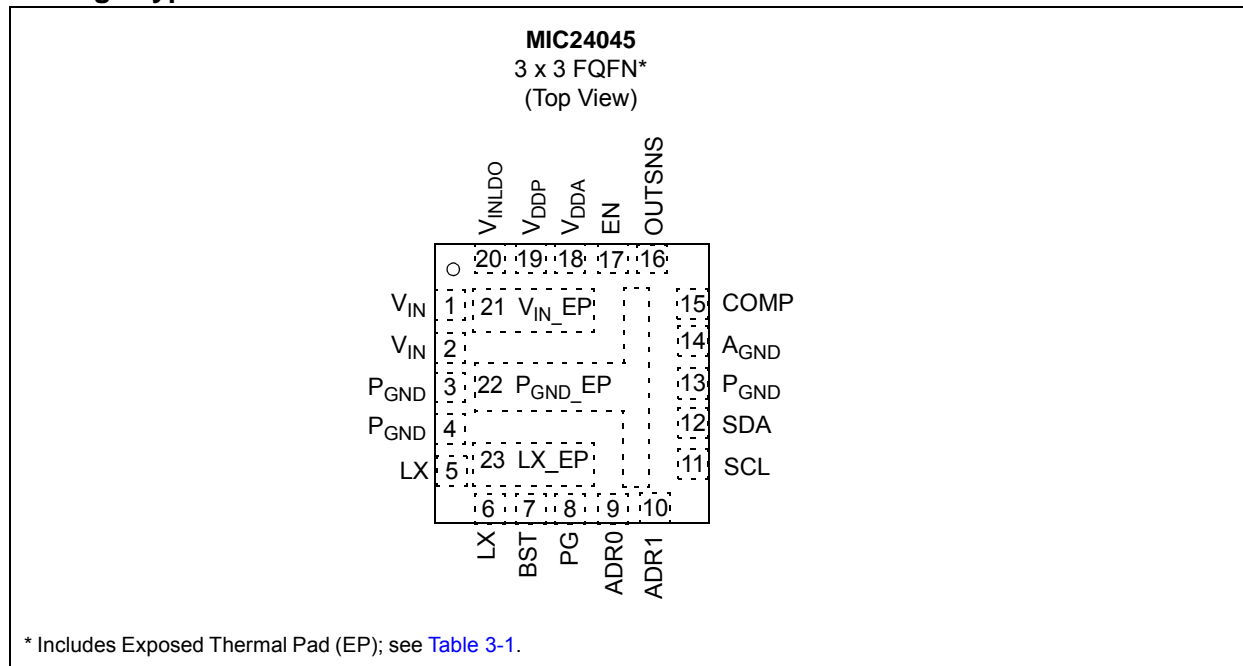 MIC24045
3 x 3 FQFN*
(Top View)
VINLDO
VDDP
VDDA
EN
OUTSNS
20 19 18 17 16
VIN 1 21 VIN_EP 15 COMP
VIN 2 14 AGND
PGND 3 22 PGND_EP 13 PGND
PGND 4 12 SDA
LX 5 23 LX_EP 11 SCL
6 7 8 9 10
LX
BST
PG
ADR0
ADR1
* Includes Exposed Thermal Pad (EP); see Table 3-1.